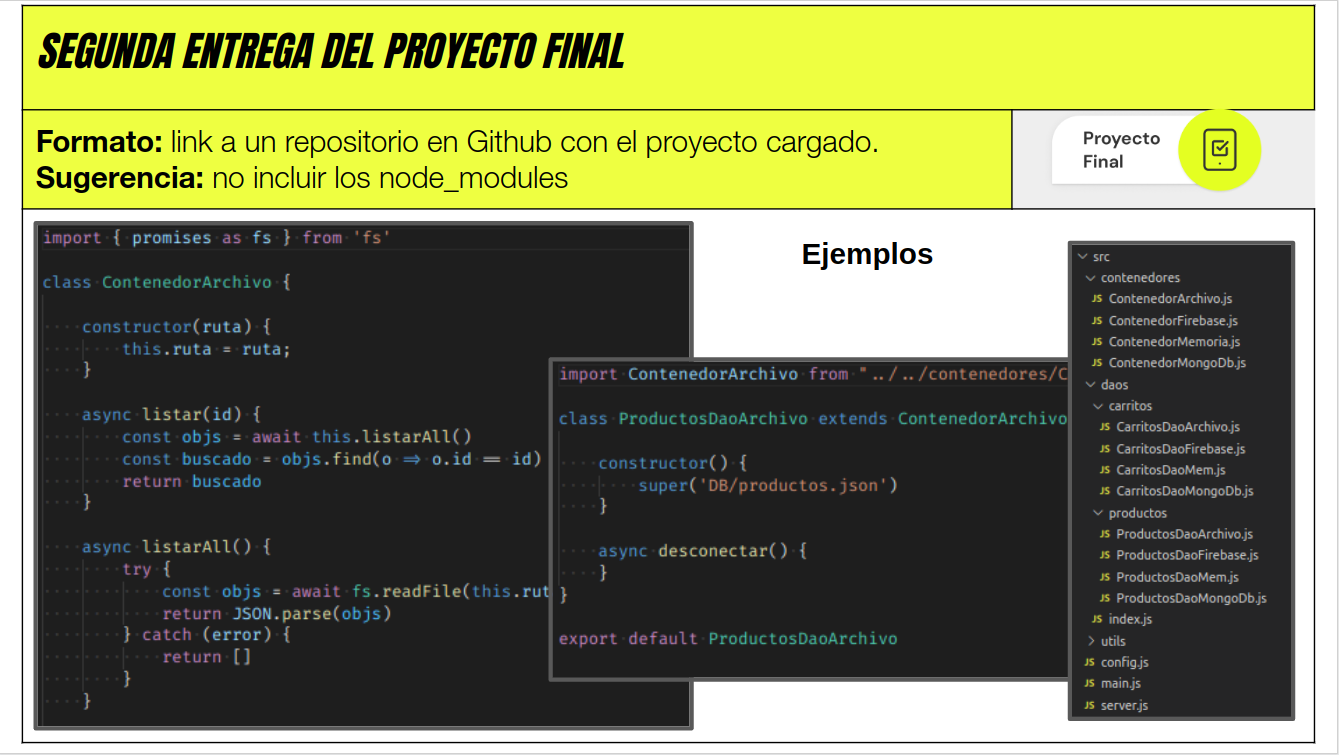 SEGUNDA ENTREGA DEL PROYECTO FINAL
Formato: link a un repositorio en Github con el proyecto cargado.
Sugerencia: no incluir los node_modules
Proyecto
Final
import { promises as fs } from 'fs'
class ContenedorArchivo {
constructor(ruta) {
this.ruta = ruta;
}
async listar(id) {
const objs = await this.listarAll()
const buscado = objs.find(o => o.id == id)
return buscado
}
async listarAll() {
try {
const objs = await fs.readFile(this.rut
return JSON.parse(objs)
} catch (error) {
return []
}
}
Ejemplos
import ContenedorArchivo from "../../contenedores/C
class ProductosDaoArchivo extends ContenedorArchivo
constructor() {
super('DB/productos.json')
}
async desconectar() {
}
}
export default ProductosDaoArchivo
src
contenedores
JS ContenedorArchivo.js
JS ContenedorFirebase.js
JS ContenedorMemoria.js
JS ContenedorMongoDb.js
daos
carritos
JS CarritosDaoArchivo.js
JS CarritosDaoFirebase.js
JS CarritosDaoMem.js
JS CarritosDaoMongoDb.js
productos
JS ProductosDaoArchivo.js
JS ProductosDaoFirebase.js
JS ProductosDaoMem.js
JS ProductosDaoMongoDb.js
JS index.js
utils
JS config.js
JS main.js
JS server.js